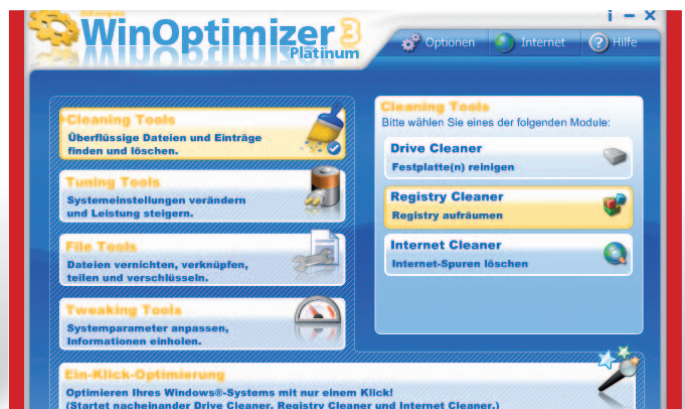 WinOptimizer 3
Platinum
i – x
Optionen Internet ? Hilfe
Cleaning Tools
Überflüssige Dateien und Einträge
finden und löschen.
Tuning Tools
Systemeinstellungen verändern
und Leistung steigern.
File Tools
Dateien vernichten, verknüpfen,
teilen und verschlüsseln.
Tweaking Tools
Systemparameter anpassen,
Informationen einholen.
Cleaning Tools
Bitte wählen Sie eines der folgenden Module:
Drive Cleaner
Festplatte(n) reinigen
Registry Cleaner
Registry aufräumen
Internet Cleaner
Internet-Spuren löschen
Ein-Klick-Optimierung
Optimieren Ihres Windows®-Systems mit nur einem Klick!
(Startet nacheinander Drive Cleaner, Registry Cleaner und Internet Cleaner.)